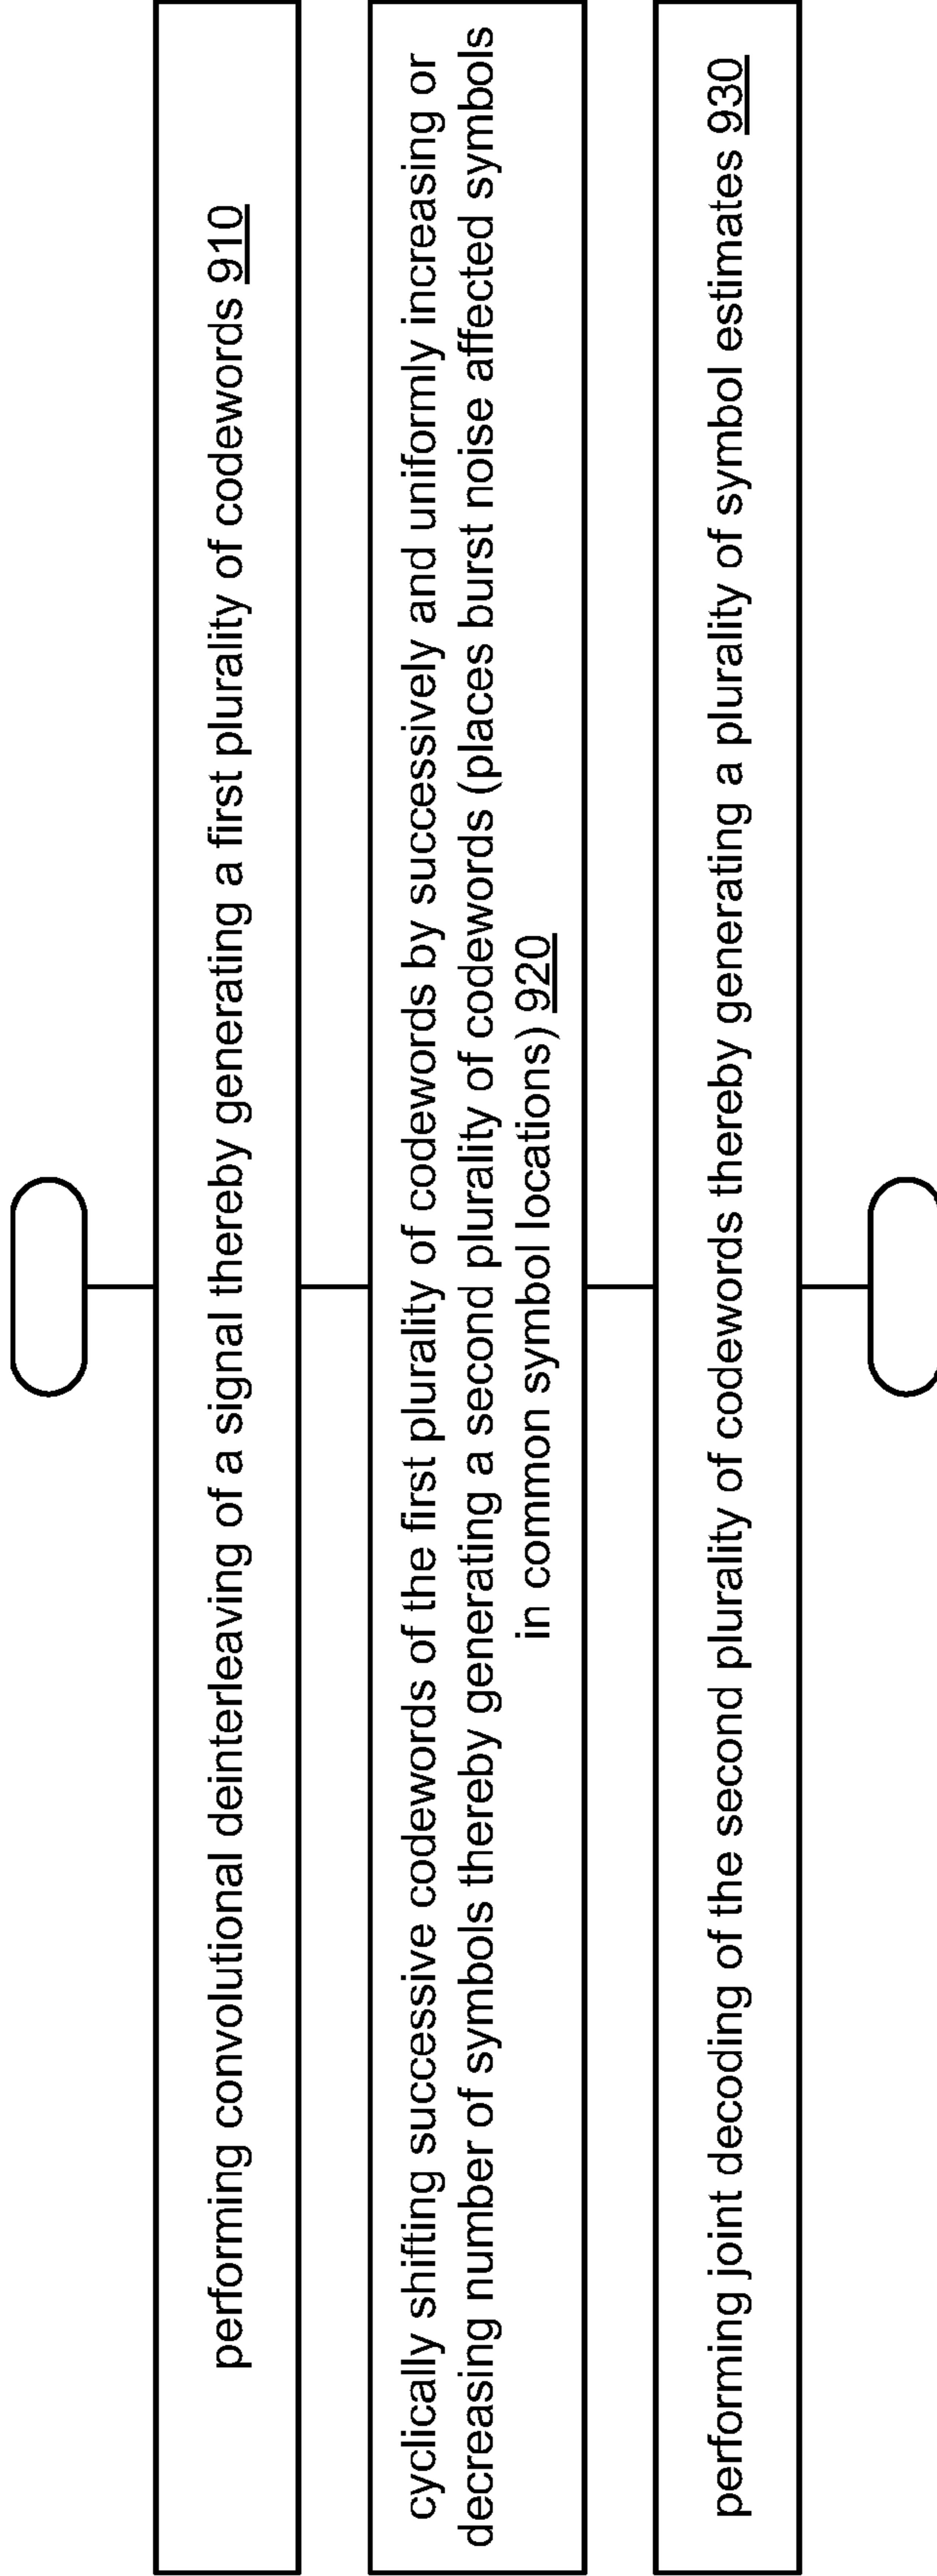 performing convolutional deinterleaving of a signal thereby generating a first plurality of codewords 910
cyclically shifting successive codewords of the first plurality of codewords by successively and uniformly increasing or
decreasing number of symbols thereby generating a second plurality of codewords (places burst noise affected symbols
in common symbol locations) 920
performing joint decoding of the second plurality of codewords thereby generating a plurality of symbol estimates 930